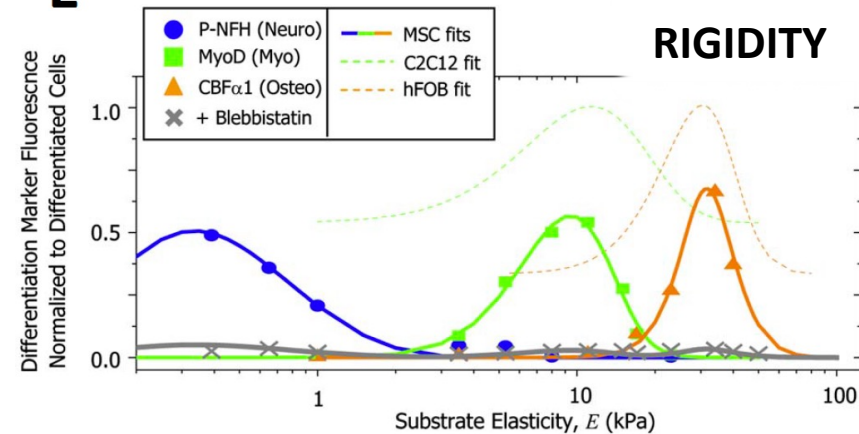 E
P-NFH (Neuro)
MyoD (Myo)
CBFα1 (Osteo)
+ Blebbistatin
MSC fits
C2C12 fit
hFOB fit
RIGIDITY
Differentiation Marker Fluorescnce
Normalized to Differentiated Cells
1.0
0.5
0.0
1
10
100
Substrate Elasticity, E (kPa)